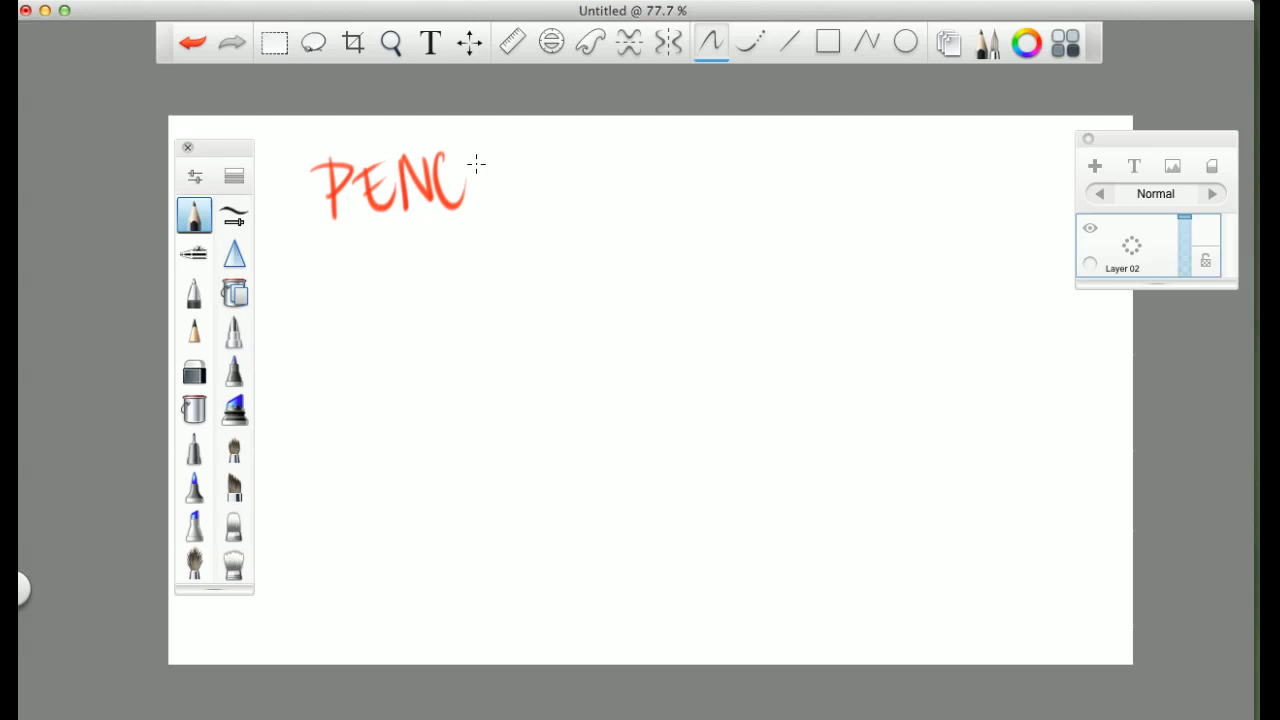 Untitled @ 77.7 %
T
T
Normal
PENC
Layer 02